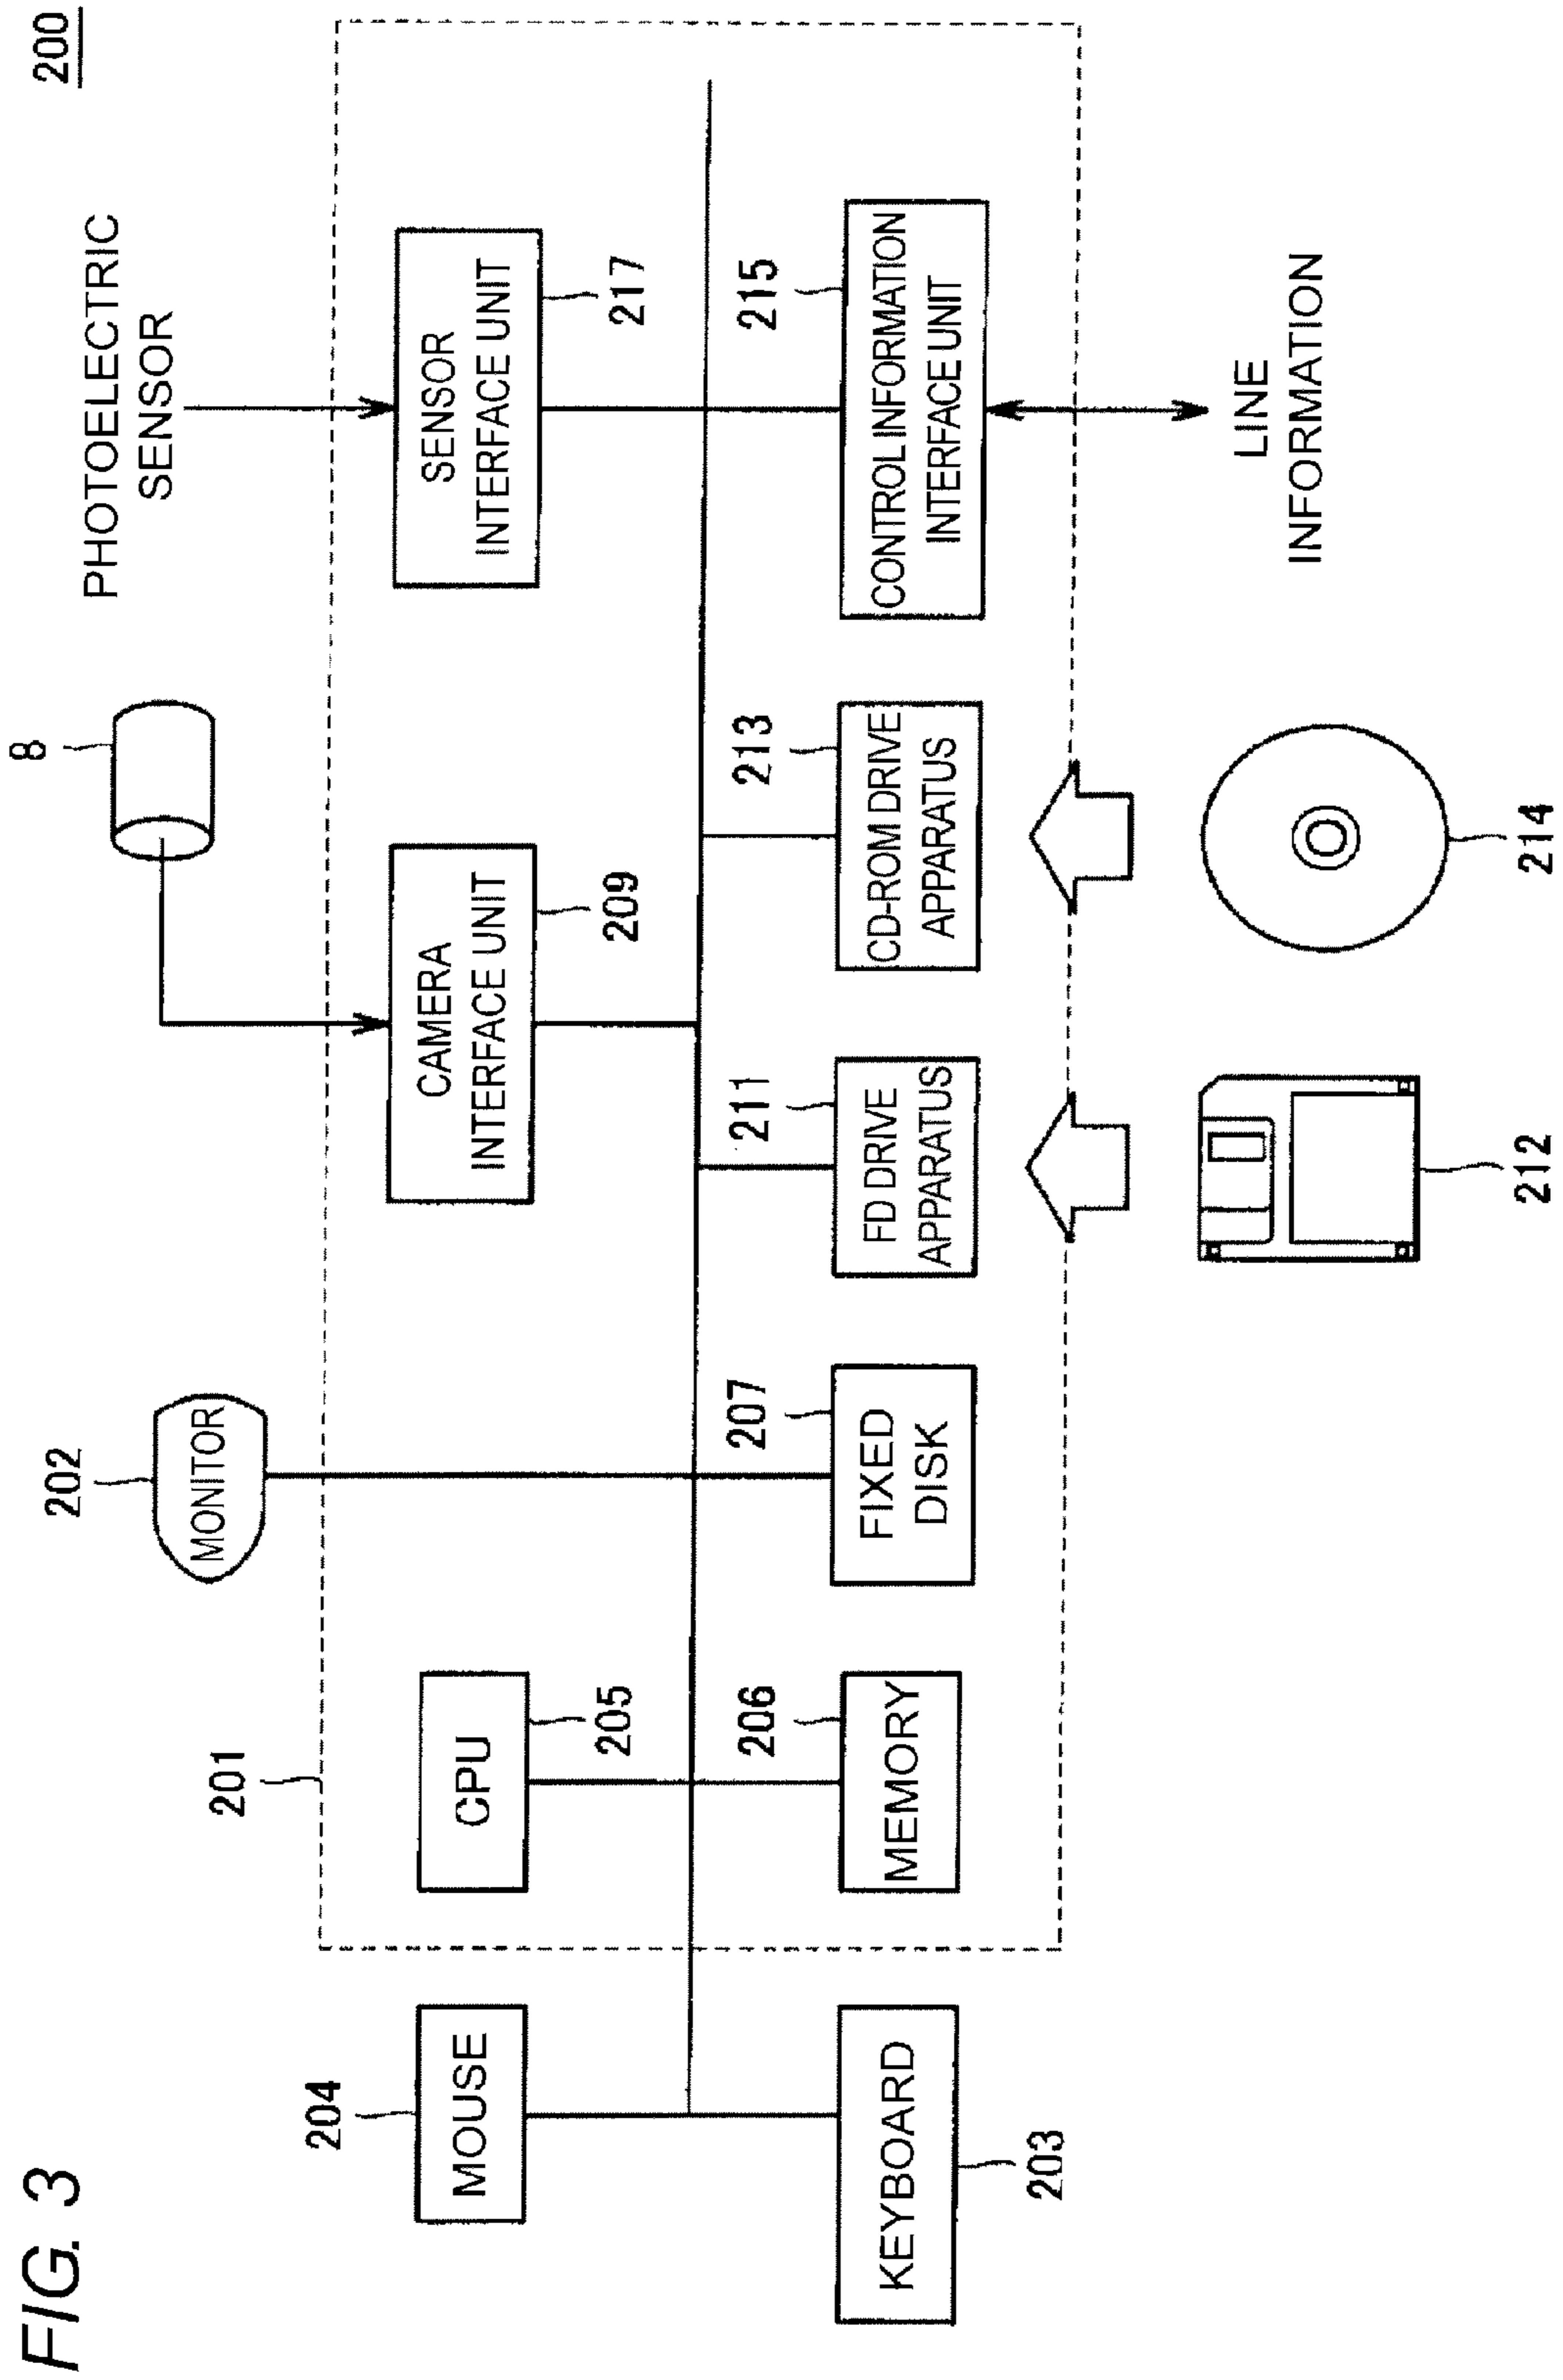 FIG. 3
200
202
8
PHOTOELECTRIC
SENSOR
MONITOR
201
204
MOUSE
CPU
205
CAMERA
INTERFACE UNIT
209
SENSOR
INTERFACE UNIT
217
206
207
211
213
215
KEYBOARD
203
MEMORY
FIXED
DISK
FD DRIVE
APPARATUS
CD-ROM DRIVE
APPARATUS
CONTROL INFORMATION
INTERFACE UNIT
LINE
INFORMATION
212
214